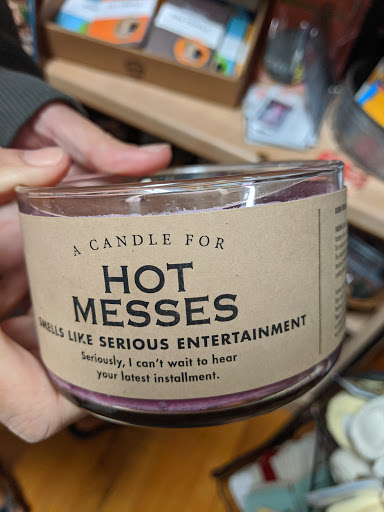 A CANDLE FOR
HOT
MESSES
SMELLS LIKE SERIOUS ENTERTAINMENT
Seriously, I can't wait to hear
your latest installment.